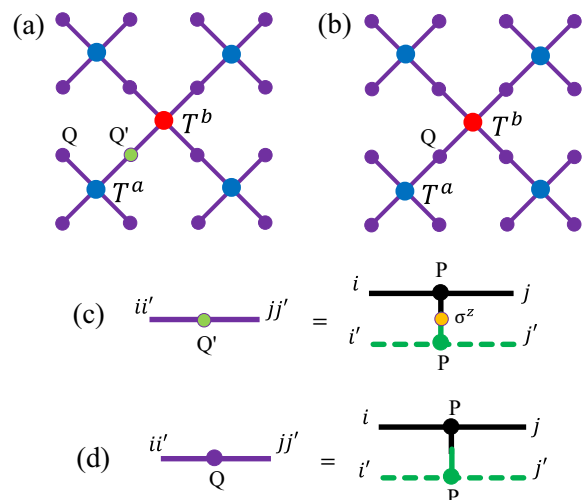 (a) (b)
T^b T^b
Q Q' Q
T^a T^a
P
ii' jj' i j
(c) = σ^z
Q' i' j'
P
P
ii' jj' i j
(d) =
Q i' j'
P